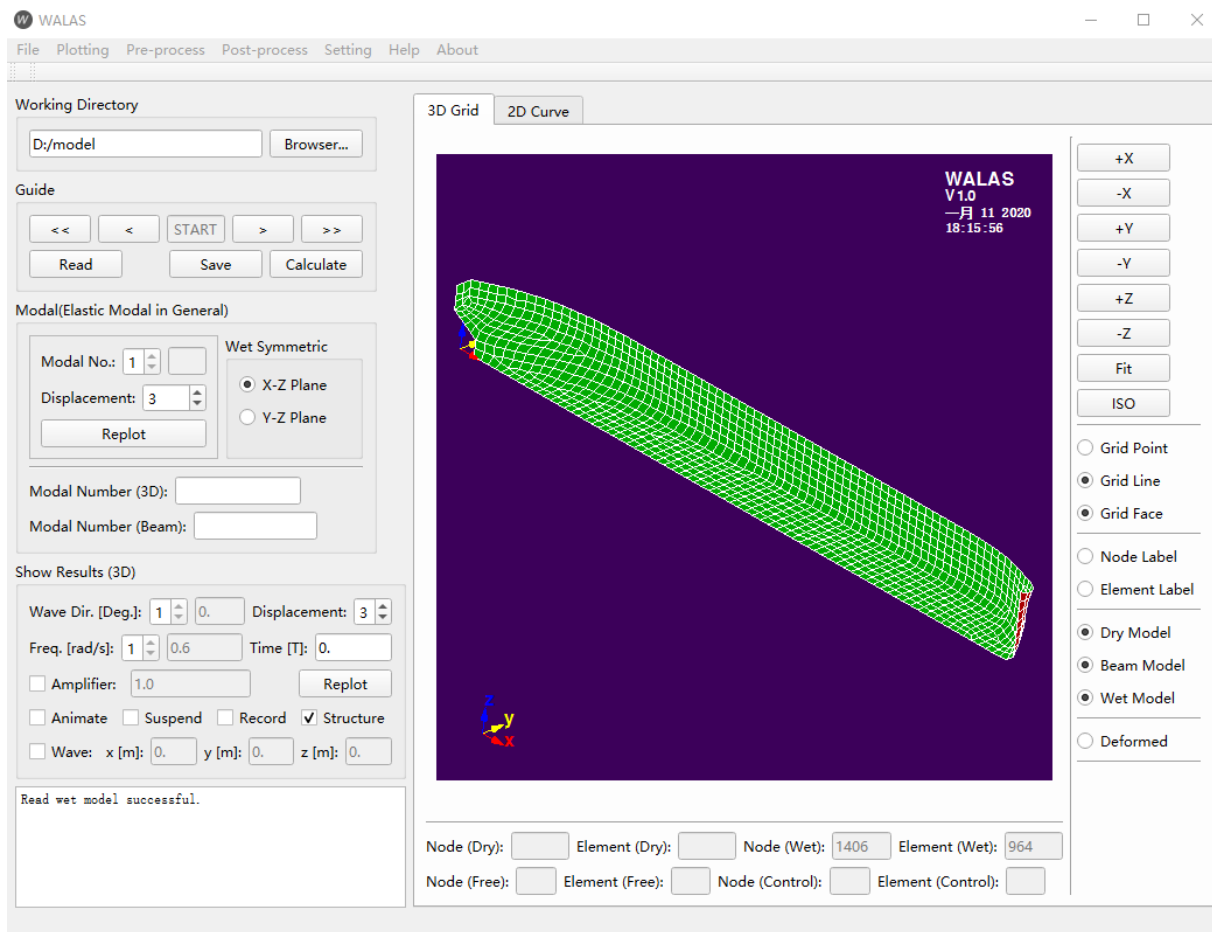 WALAS
File Plotting Pre-process Post-process Setting Help About
Working Directory
D:/model Browser...
Guide
<< < START > >>
Read Save Calculate
Modal(Elastic Modal in General)
Modal No.: 1
Displacement: 3
Replot
Wet Symmetric
X-Z Plane
Y-Z Plane
Modal Number (3D):
Modal Number (Beam):
Show Results (3D)
Wave Dir. [Deg.]: 1 0. Displacement: 3
Freq. [rad/s]: 1 0.6 Time [T]: 0.
Amplifier: 1.0 Replot
Animate Suspend Record Structure
Wave: x [m]: 0. y [m]: 0. z [m]: 0.
Read wet model successful.
3D Grid 2D Curve
WALAS
V 1.0
一月 11 2020
18:15:56
z
y
x
+X
-X
+Y
-Y
+Z
-Z
Fit
ISO
Grid Point
Grid Line
Grid Face
Node Label
Element Label
Dry Model
Beam Model
Wet Model
Deformed
Node (Dry): Element (Dry): Node (Wet): 1406 Element (Wet): 964
Node (Free): Element (Free): Node (Control): Element (Control):